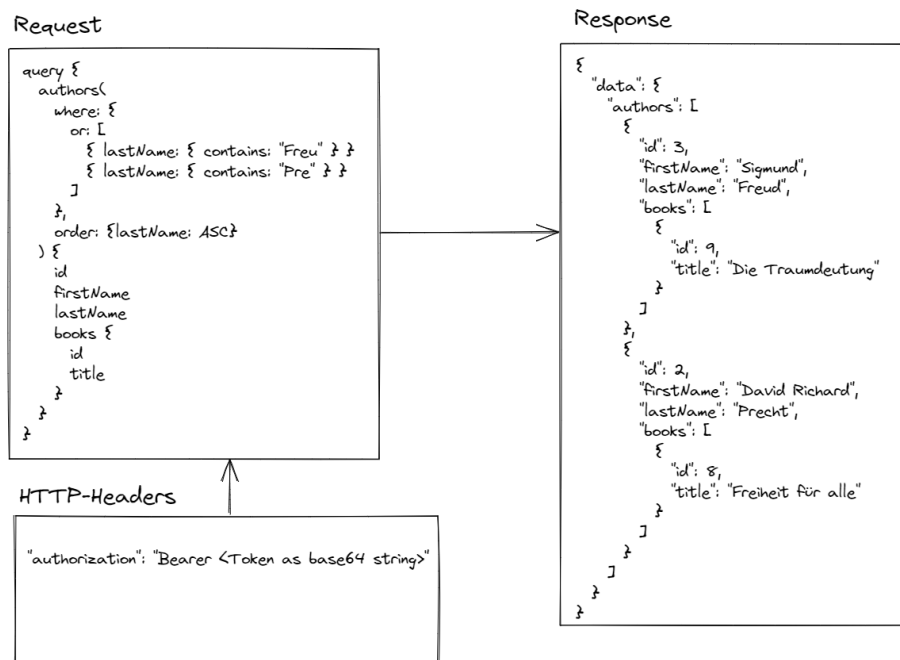 Request
query {
authors(
where: {
or: [
{ lastName: { contains: "Freu" } }
{ lastName: { contains: "Pre" } }
]
},
order: {lastName: ASC}
) {
id
firstName
lastName
books {
id
title
}
}
}
HTTP-Headers
"authorization": "Bearer <Token as base64 string>"
Response
{
"data": {
"authors": [
{
"id": 3,
"firstName": "Sigmund",
"lastName": "Freud",
"books": [
{
"id": 9,
"title": "Die Traumdeutung"
}
]
},
{
"id": 2,
"firstName": "David Richard",
"lastName": "Precht",
"books": [
{
"id": 8,
"title": "Freiheit für alle"
}
]
}
]
}
}